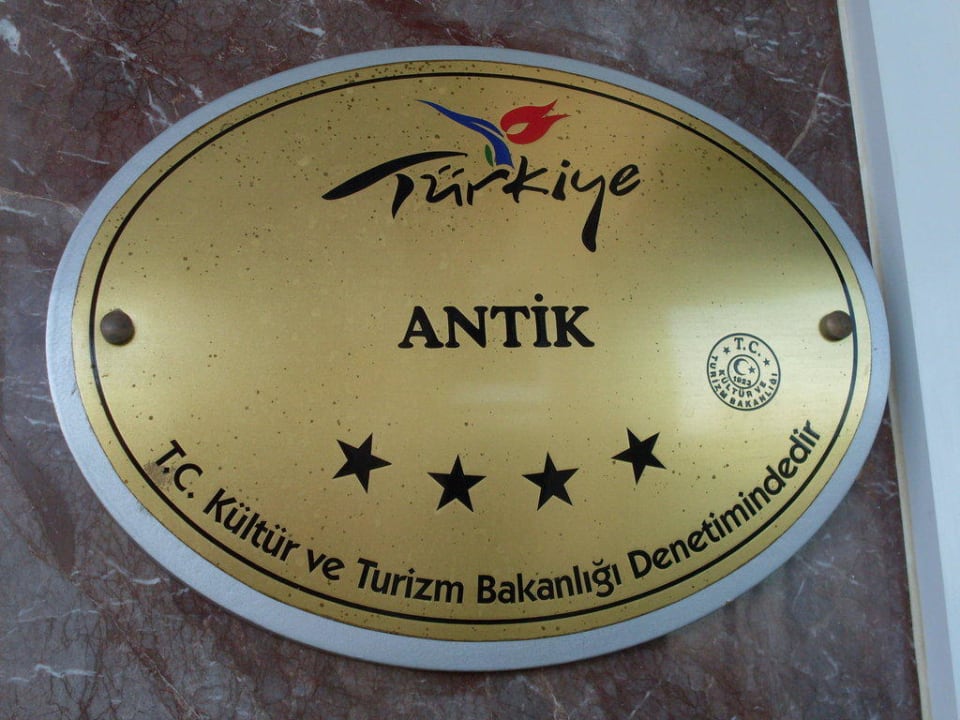 Türkiye
ANTİK
T.C.
1923
KÜLTÜR VE
TURİZM BAKANLIĞI
T.C. Kültür ve Turizm Bakanlığı Denetimindedir